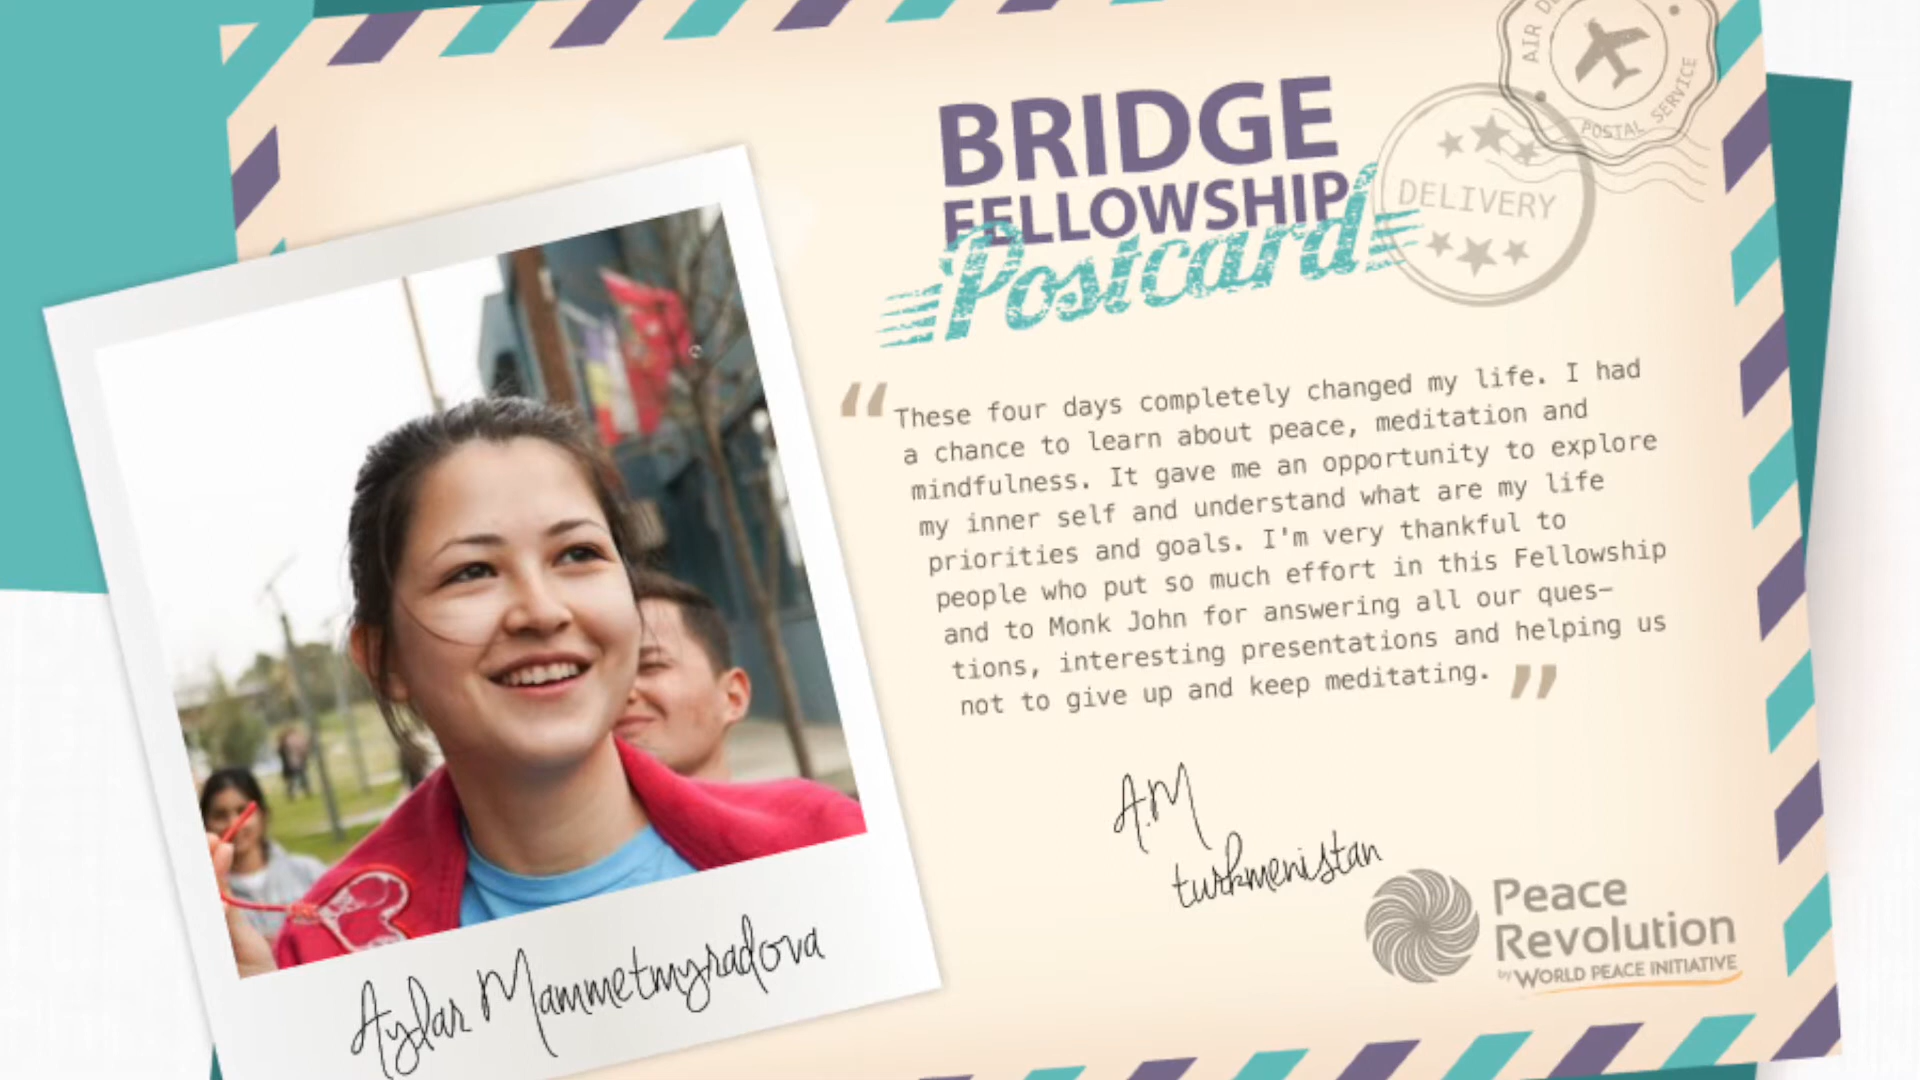 BRIDGE
FELLOWSHIP
Postcard
AIR
POSTAL SERVICE
DELIVERY
“These four days completely changed my life. I had
a chance to learn about peace, meditation and
mindfulness. It gave me an opportunity to explore
my inner self and understand what are my life
priorities and goals. I'm very thankful to
people who put so much effort in this Fellowship
and to Monk John for answering all our ques-
tions, interesting presentations and helping us
not to give up and keep meditating.”
A.M
turkmenistan
Aylar Mammetmyradova
Peace
Revolution
by WORLD PEACE INITIATIVE